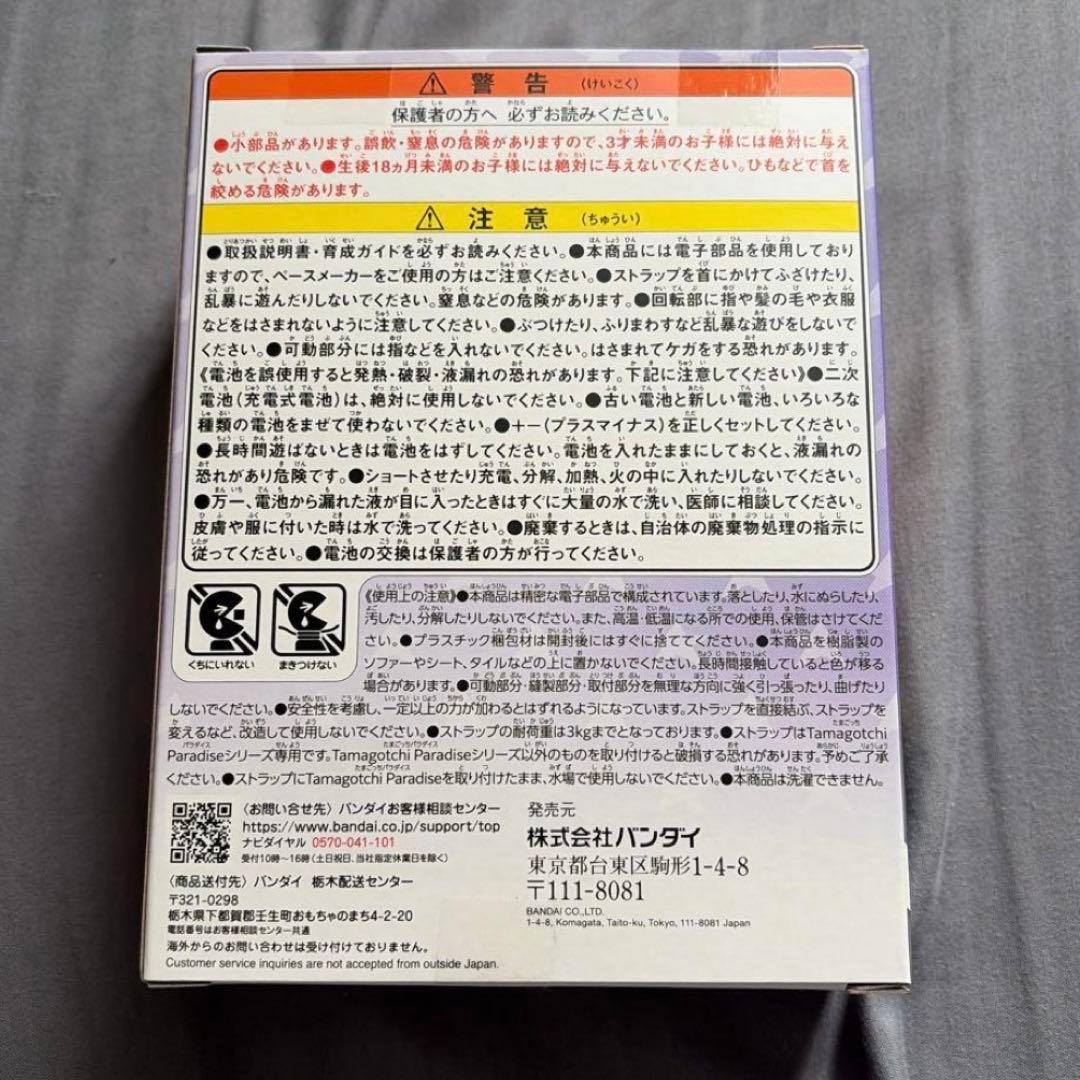 警告 (けいこく)
保護者の方へ 必ずお読みください。
●小部品があります。誤飲・窒息の危険がありますので、3才未満のお子様には絶対に与え
ないでください。●生後18ヵ月未満のお子様には絶対に与えないでください。ひもなどで首を
絞める危険があります。
注意 (ちゅうい)
●取扱説明書・育成ガイドを必ずお読みください。●本商品には電子部品を使用しており
ますので、ペースメーカーをご使用の方はご注意ください。●ストラップを首にかけてふざけたり、
乱暴に遊んだりしないでください。窒息などの危険があります。●回転部に指や髪の毛や衣服
などをはさまれないように注意してください。●ぶつけたり、ふりまわすなど乱暴な遊びをしないで
ください。●可動部分には指などを入れないでください。はさまれてケガをする恐れがあります。
《電池を誤使用すると発熱・破裂・液漏れの恐れがあります。下記に注意してください》●二次
電池(充電式電池)は、絶対に使用しないでください。●古い電池と新しい電池、いろいろな
種類の電池をまぜて使わないでください。●+−(プラスマイナス)を正しくセットしてください。
●長時間遊ばないときは電池をはずしてください。電池を入れたままにしておくと、液漏れの
恐れがあり危険です。●ショートさせたり充電、分解、加熱、火の中に入れたりしないでください。
●万一、電池から漏れた液が目に入ったときはすぐに大量の水で洗い、医師に相談してください。
皮膚や服に付いた時は水で洗ってください。●廃棄するときは、自治体の廃棄物処理の指示に
従ってください。●電池の交換は保護者の方が行ってください。
くちにいれない
まきつけない
《使用上の注意》●本商品は精密な電子部品で構成されています。落としたり、水にぬらしたり、
汚したり、分解したりしないでください。また、高温・低温になる所での使用、保管はさけてくださ
い。●プラスチック梱包材は開封後にはすぐに捨ててください。●本商品を樹脂製の
ソファーやシート、タイルなどの上に置かないでください。長時間接触していると色が移る
場合があります。●可動部分・縫製部分・取付部分を無理な方向に強く引っ張ったり、曲げたり
しないでください。●安全性を考慮し、一定以上の力が加わるとはずれるようになっています。ストラップを直接結ぶ、ストラップを
変えるなど、改造して使用しないでください。●ストラップの耐荷重は3kgまでとなっております。●ストラップはTamagotchi
Paradiseシリーズ専用です。Tamagotchi Paradiseシリーズ以外のものを取り付けると破損する恐れがあります。予めご了承
ください。●ストラップにTamagotchi Paradiseを取り付けたまま、水場で使用しないでください。●本商品は洗濯できません。
〈お問い合せ先〉バンダイお客様相談センター
https://www.bandai.co.jp/support/top
ナビダイヤル 0570-041-101
受付10時〜16時(土日祝日、当社指定休業日を除く)
〈商品送付先〉バンダイ 栃木配送センター
〒321-0298
栃木県下都賀郡壬生町おもちゃのまち4-2-20
電話番号はお客様相談センター共通
海外からのお問い合わせは受け付けておりません。
Customer service inquiries are not accepted from outside Japan.
発売元
株式会社バンダイ
東京都台東区駒形1-4-8
〒111-8081
BANDAI CO.,LTD.
1-4-8, Komagata, Taito-ku, Tokyo, 111-8081 Japan